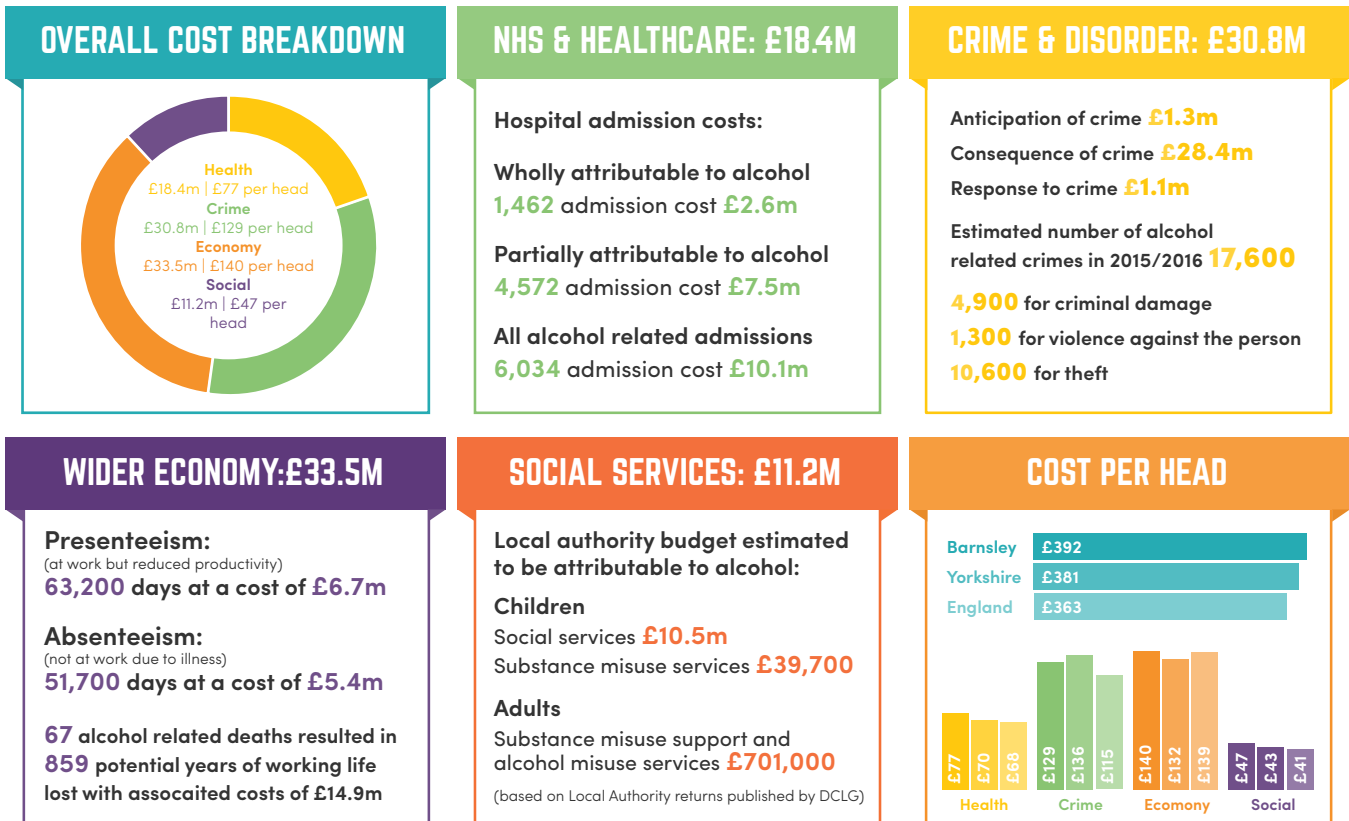 OVERALL COST BREAKDOWN
Health
£18.4m | £77 per head
Crime
£30.8m | £129 per head
Economy
£33.5m | £140 per head
Social
£11.2m | £47 per
head
NHS & HEALTHCARE: £18.4M
Hospital admission costs:
Wholly attributable to alcohol
1,462 admission cost £2.6m
Partially attributable to alcohol
4,572 admission cost £7.5m
All alcohol related admissions
6,034 admission cost £10.1m
CRIME & DISORDER: £30.8M
Anticipation of crime £1.3m
Consequence of crime £28.4m
Response to crime £1.1m
Estimated number of alcohol
related crimes in 2015/2016 17,600
4,900 for criminal damage
1,300 for violence against the person
10,600 for theft
WIDER ECONOMY:£33.5M
Presenteeism:
(at work but reduced productivity)
63,200 days at a cost of £6.7m
Absenteeism:
(not at work due to illness)
51,700 days at a cost of £5.4m
67 alcohol related deaths resulted in
859 potential years of working life
lost with assocaited costs of £14.9m
SOCIAL SERVICES: £11.2M
Local authority budget estimated
to be attributable to alcohol:
Children
Social services £10.5m
Substance misuse services £39,700
Adults
Substance misuse support and
alcohol misuse services £701,000
(based on Local Authority returns published by DCLG)
COST PER HEAD
Barnsley £392
Yorkshire £381
England £363
£77 £70 £68
£129 £136 £115
£140 £132 £139
£47 £43 £41
Health Crime Ecomony Social